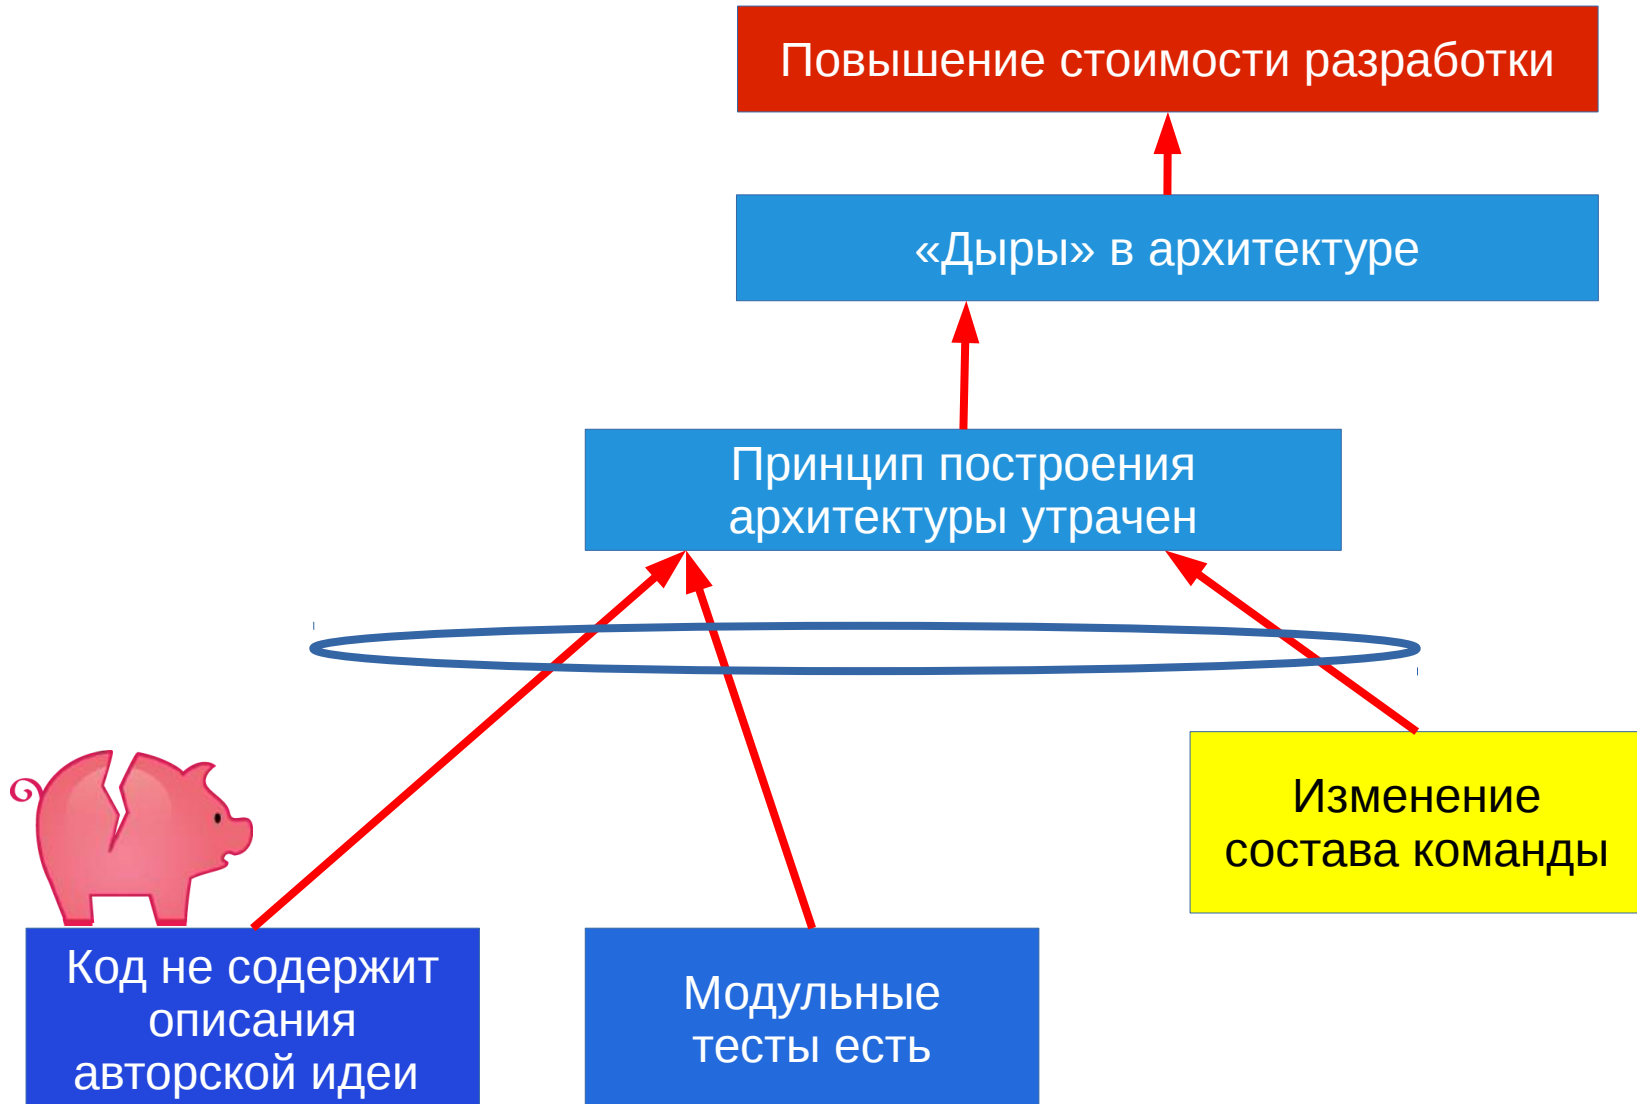 Повышение стоимости разработки
«Дыры» в архитектуре
Принцип построения
архитектуры утрачен
Изменение
состава команды
Код не содержит
описания
авторской идеи
Модульные
тесты есть